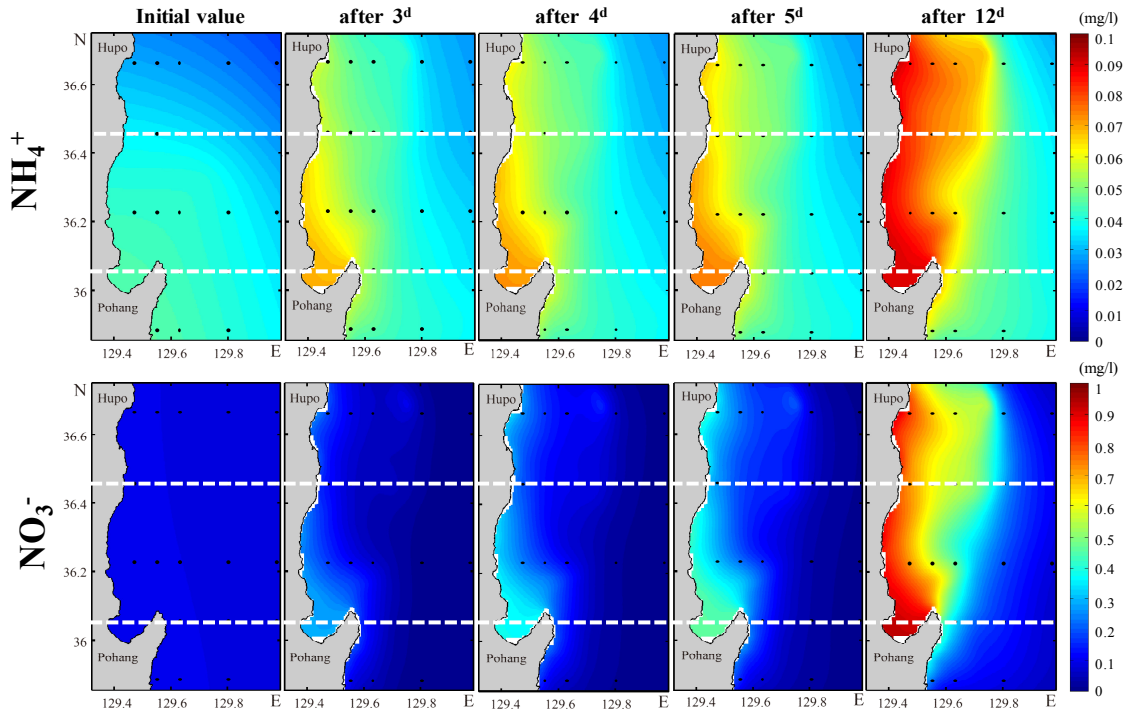 Initial value after 3d after 4d after 5d after 12d (mg/l)
N Hupo Hupo Hupo Hupo Hupo 0.1
0.09
36.6 0.08
0.07
36.4 0.06
NH4+ 0.05
36.2 0.04
0.03
36 0.02
Pohang Pohang Pohang Pohang Pohang 0.01
E E E E E 0
129.4 129.6 129.8 129.4 129.6 129.8 129.4 129.6 129.8 129.4 129.6 129.8 129.4 129.6 129.8
(mg/l)
N Hupo Hupo Hupo Hupo Hupo 1
0.9
36.6 0.8
0.7
36.4 0.6
NO3- 0.5
36.2 0.4
0.3
36 0.2
Pohang Pohang Pohang Pohang Pohang 0.1
0
129.4 129.6 129.8 E 129.4 129.6 129.8 E 129.4 129.6 129.8 E 129.4 129.6 129.8 E 129.4 129.6 129.8 E